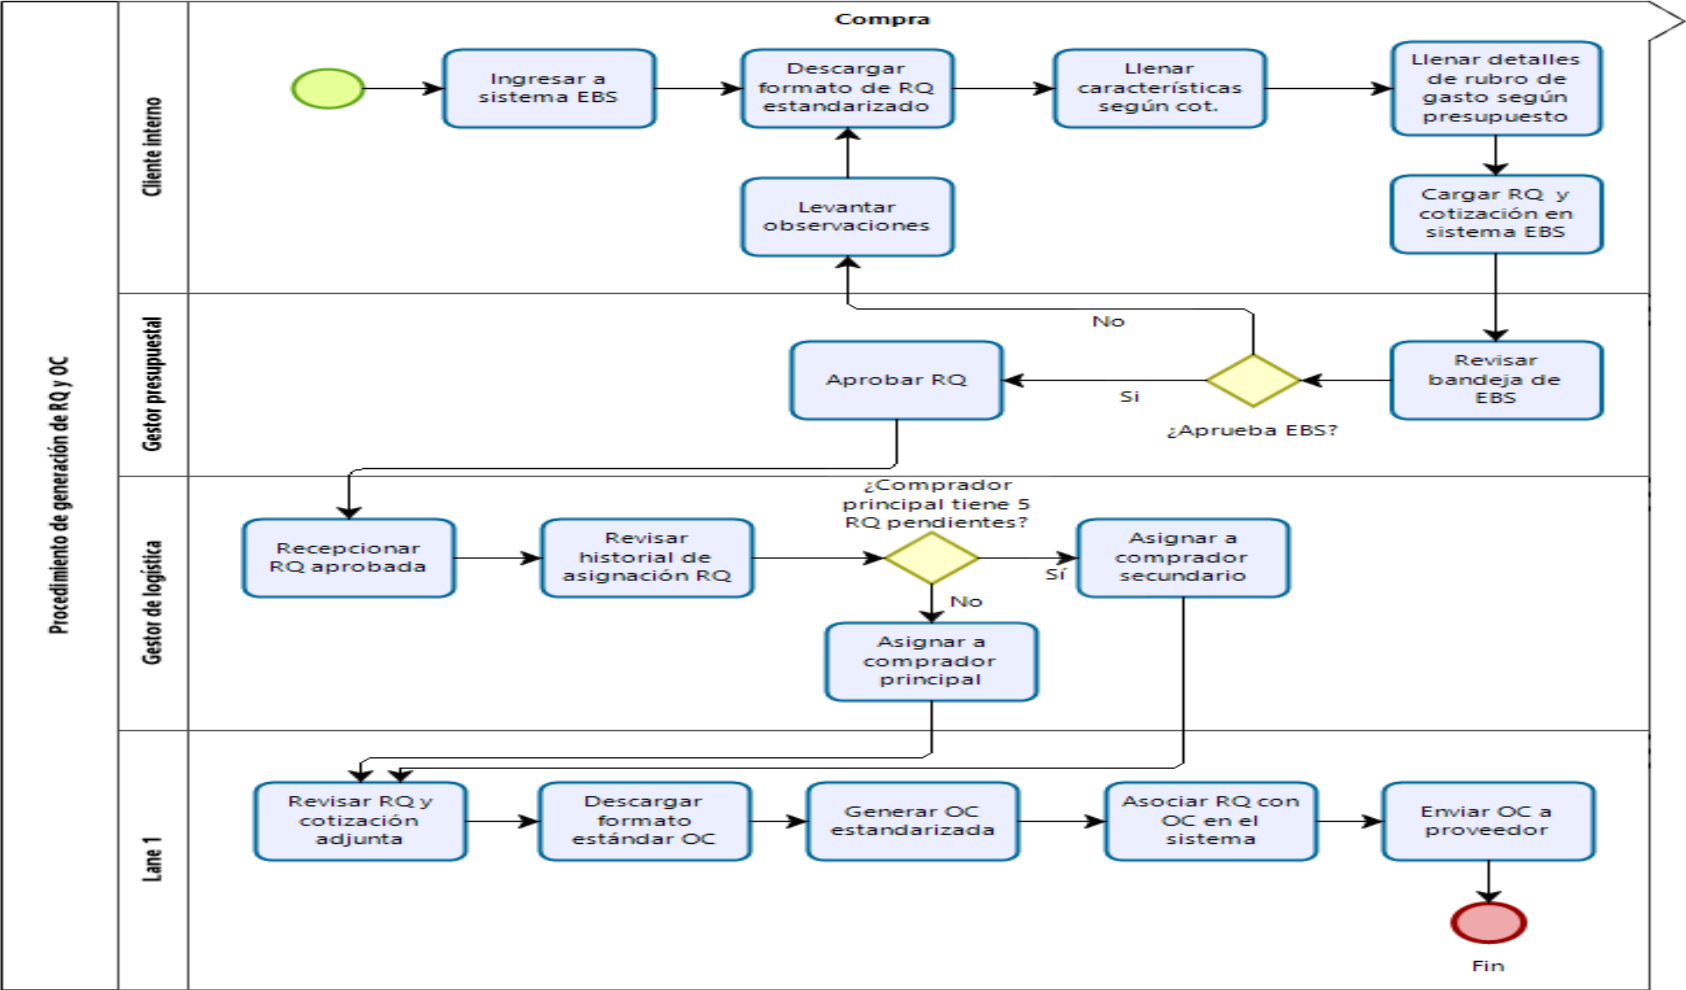 Compra
Procedimiento de generación de RQ y OC
Cliente interno
Ingresar a
sistema EBS
Descargar
formato de RQ
estandarizado
Llenar
características
según cot.
Llenar detalles
de rubro de
gasto según
presupuesto
Levantar
observaciones
Cargar RQ y
cotización en
sistema EBS
Gestor presupuestal
No
Aprobar RQ
Si
¿Aprueba EBS?
Revisar
bandeja de
EBS
Gestor de logística
Recepcionar
RQ aprobada
Revisar
historial de
asignación RQ
¿Comprador
principal tiene 5
RQ pendientes?
Sí
Asignar a
comprador
secundario
No
Asignar a
comprador
principal
Lane 1
Revisar RQ y
cotización
adjunta
Descargar
formato
estándar OC
Generar OC
estandarizada
Asociar RQ con
OC en el
sistema
Enviar OC a
proveedor
Fin